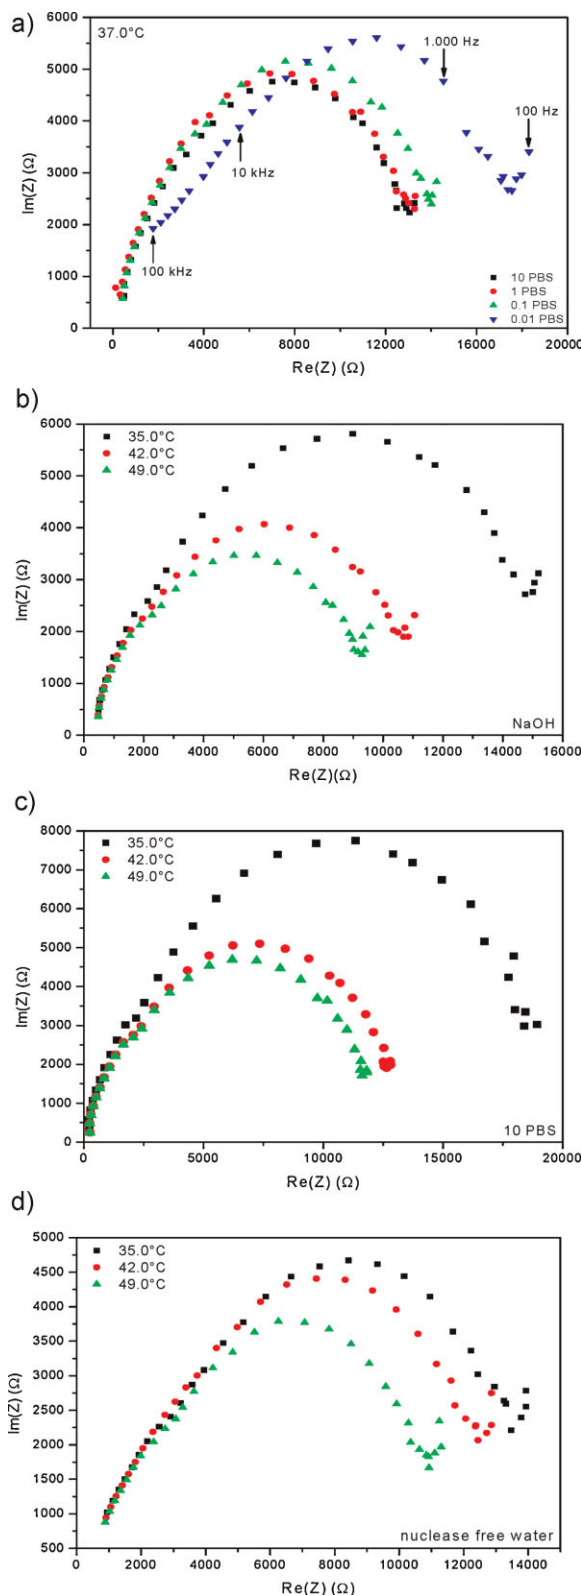 a)
37.0°C
1.000 Hz
100 Hz
10 kHz
100 kHz
10 PBS
1 PBS
0.1 PBS
0.01 PBS
Im(Z) (Ω)
6000
5000
4000
3000
2000
1000
0
0 4000 8000 12000 16000 20000
Re(Z) (Ω)
b)
35.0°C
42.0°C
49.0°C
NaOH
Im(Z) (Ω)
6000
5000
4000
3000
2000
1000
0
0 2000 4000 6000 8000 10000 12000 14000 16000
Re(Z)(Ω)
c)
35.0°C
42.0°C
49.0°C
10 PBS
Im(Z) (Ω)
8000
7000
6000
5000
4000
3000
2000
1000
0
0 5000 10000 15000 20000
Re(Z) (Ω)
d)
35.0°C
42.0°C
49.0°C
nuclease free water
Im(Z) (Ω)
5000
4500
4000
3500
3000
2500
2000
1500
1000
500
0 2000 4000 6000 8000 10000 12000 14000
Re(Z) (Ω)